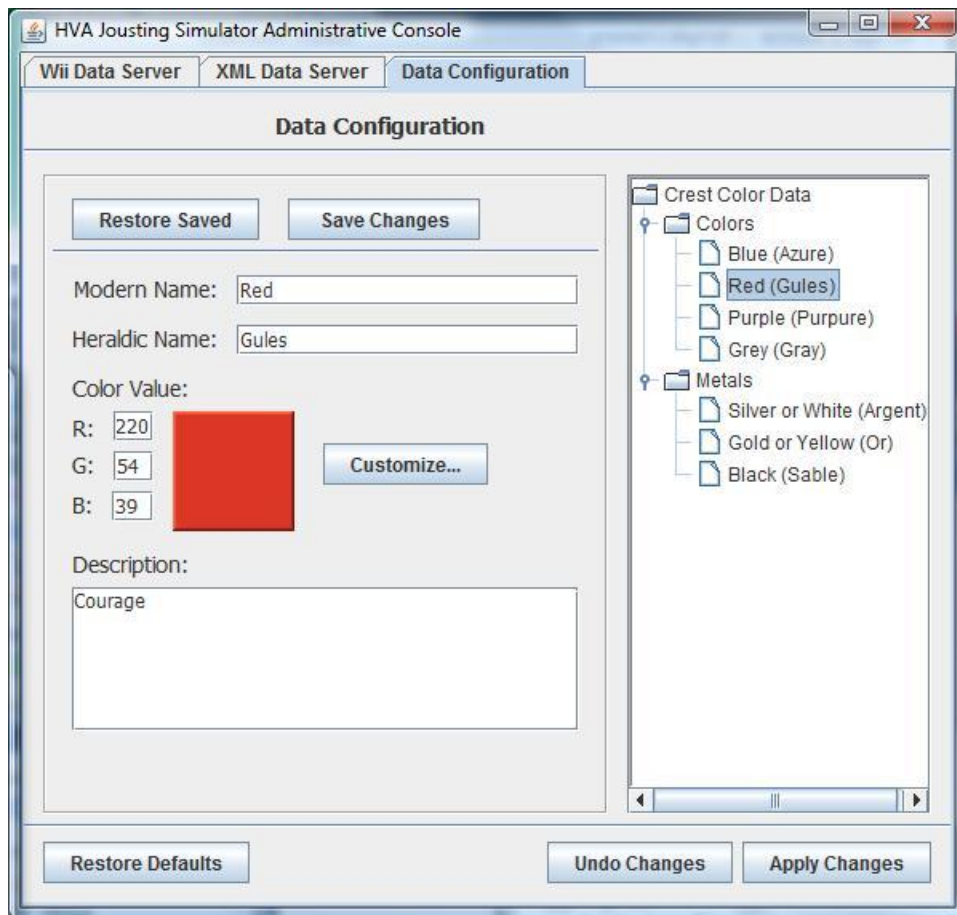 HVA Jousting Simulator Administrative Console
Wii Data Server
XML Data Server
Data Configuration
Data Configuration
Restore Saved
Save Changes
Modern Name: Red
Heraldic Name: Gules
Color Value:
R: 220
G: 54
B: 39
Customize...
Description:
Courage
Crest Color Data
Colors
Blue (Azure)
Red (Gules)
Purple (Purpure)
Grey (Gray)
Metals
Silver or White (Argent)
Gold or Yellow (Or)
Black (Sable)
Restore Defaults
Undo Changes
Apply Changes